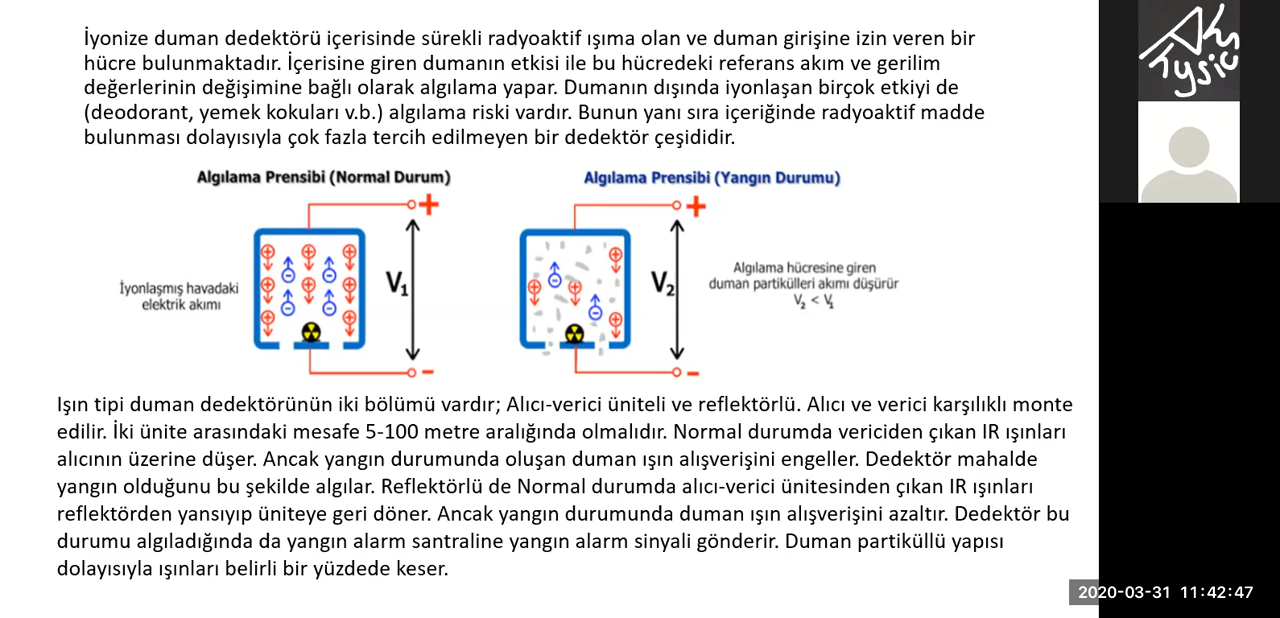 İyonize duman dedektörü içerisinde sürekli radyoaktif ışıma olan ve duman girişine izin veren bir
hücre bulunmaktadır. İçerisine giren dumanın etkisi ile bu hücredeki referans akım ve gerilim
değerlerinin değişimine bağlı olarak algılama yapar. Dumanın dışında iyonlaşan birçok etkiyi de
(deodorant, yemek kokuları v.b.) algılama riski vardır. Bunun yanı sıra içeriğinde radyoaktif madde
bulunması dolayısıyla çok fazla tercih edilmeyen bir dedektör çeşididir.
Algılama Prensibi (Normal Durum)
+
İyonlaşmış havadaki
elektrik akımı
V₁
-
Algılama Prensibi (Yangın Durumu)
+
V₂
-
Algılama hücresine giren
duman partikülleri akımı düşürür
V₂ < V₁
Işın tipi duman dedektörünün iki bölümü vardır; Alıcı-verici üniteli ve reflektörlü. Alıcı ve verici karşılıklı monte
edilir. İki ünite arasındaki mesafe 5-100 metre aralığında olmalıdır. Normal durumda vericiden çıkan IR ışınları
alıcının üzerine düşer. Ancak yangın durumunda oluşan duman ışın alışverişini engeller. Dedektör mahalde
yangın olduğunu bu şekilde algılar. Reflektörlü de Normal durumda alıcı-verici ünitesinden çıkan IR ışınları
reflektörden yansıyıp üniteye geri döner. Ancak yangın durumunda duman ışın alışverişini azaltır. Dedektör bu
durumu algıladığında da yangın alarm santraline yangın alarm sinyali gönderir. Duman partiküllü yapısı
dolayısıyla ışınları belirli bir yüzdede keser.
2020-03-31 11:42:47